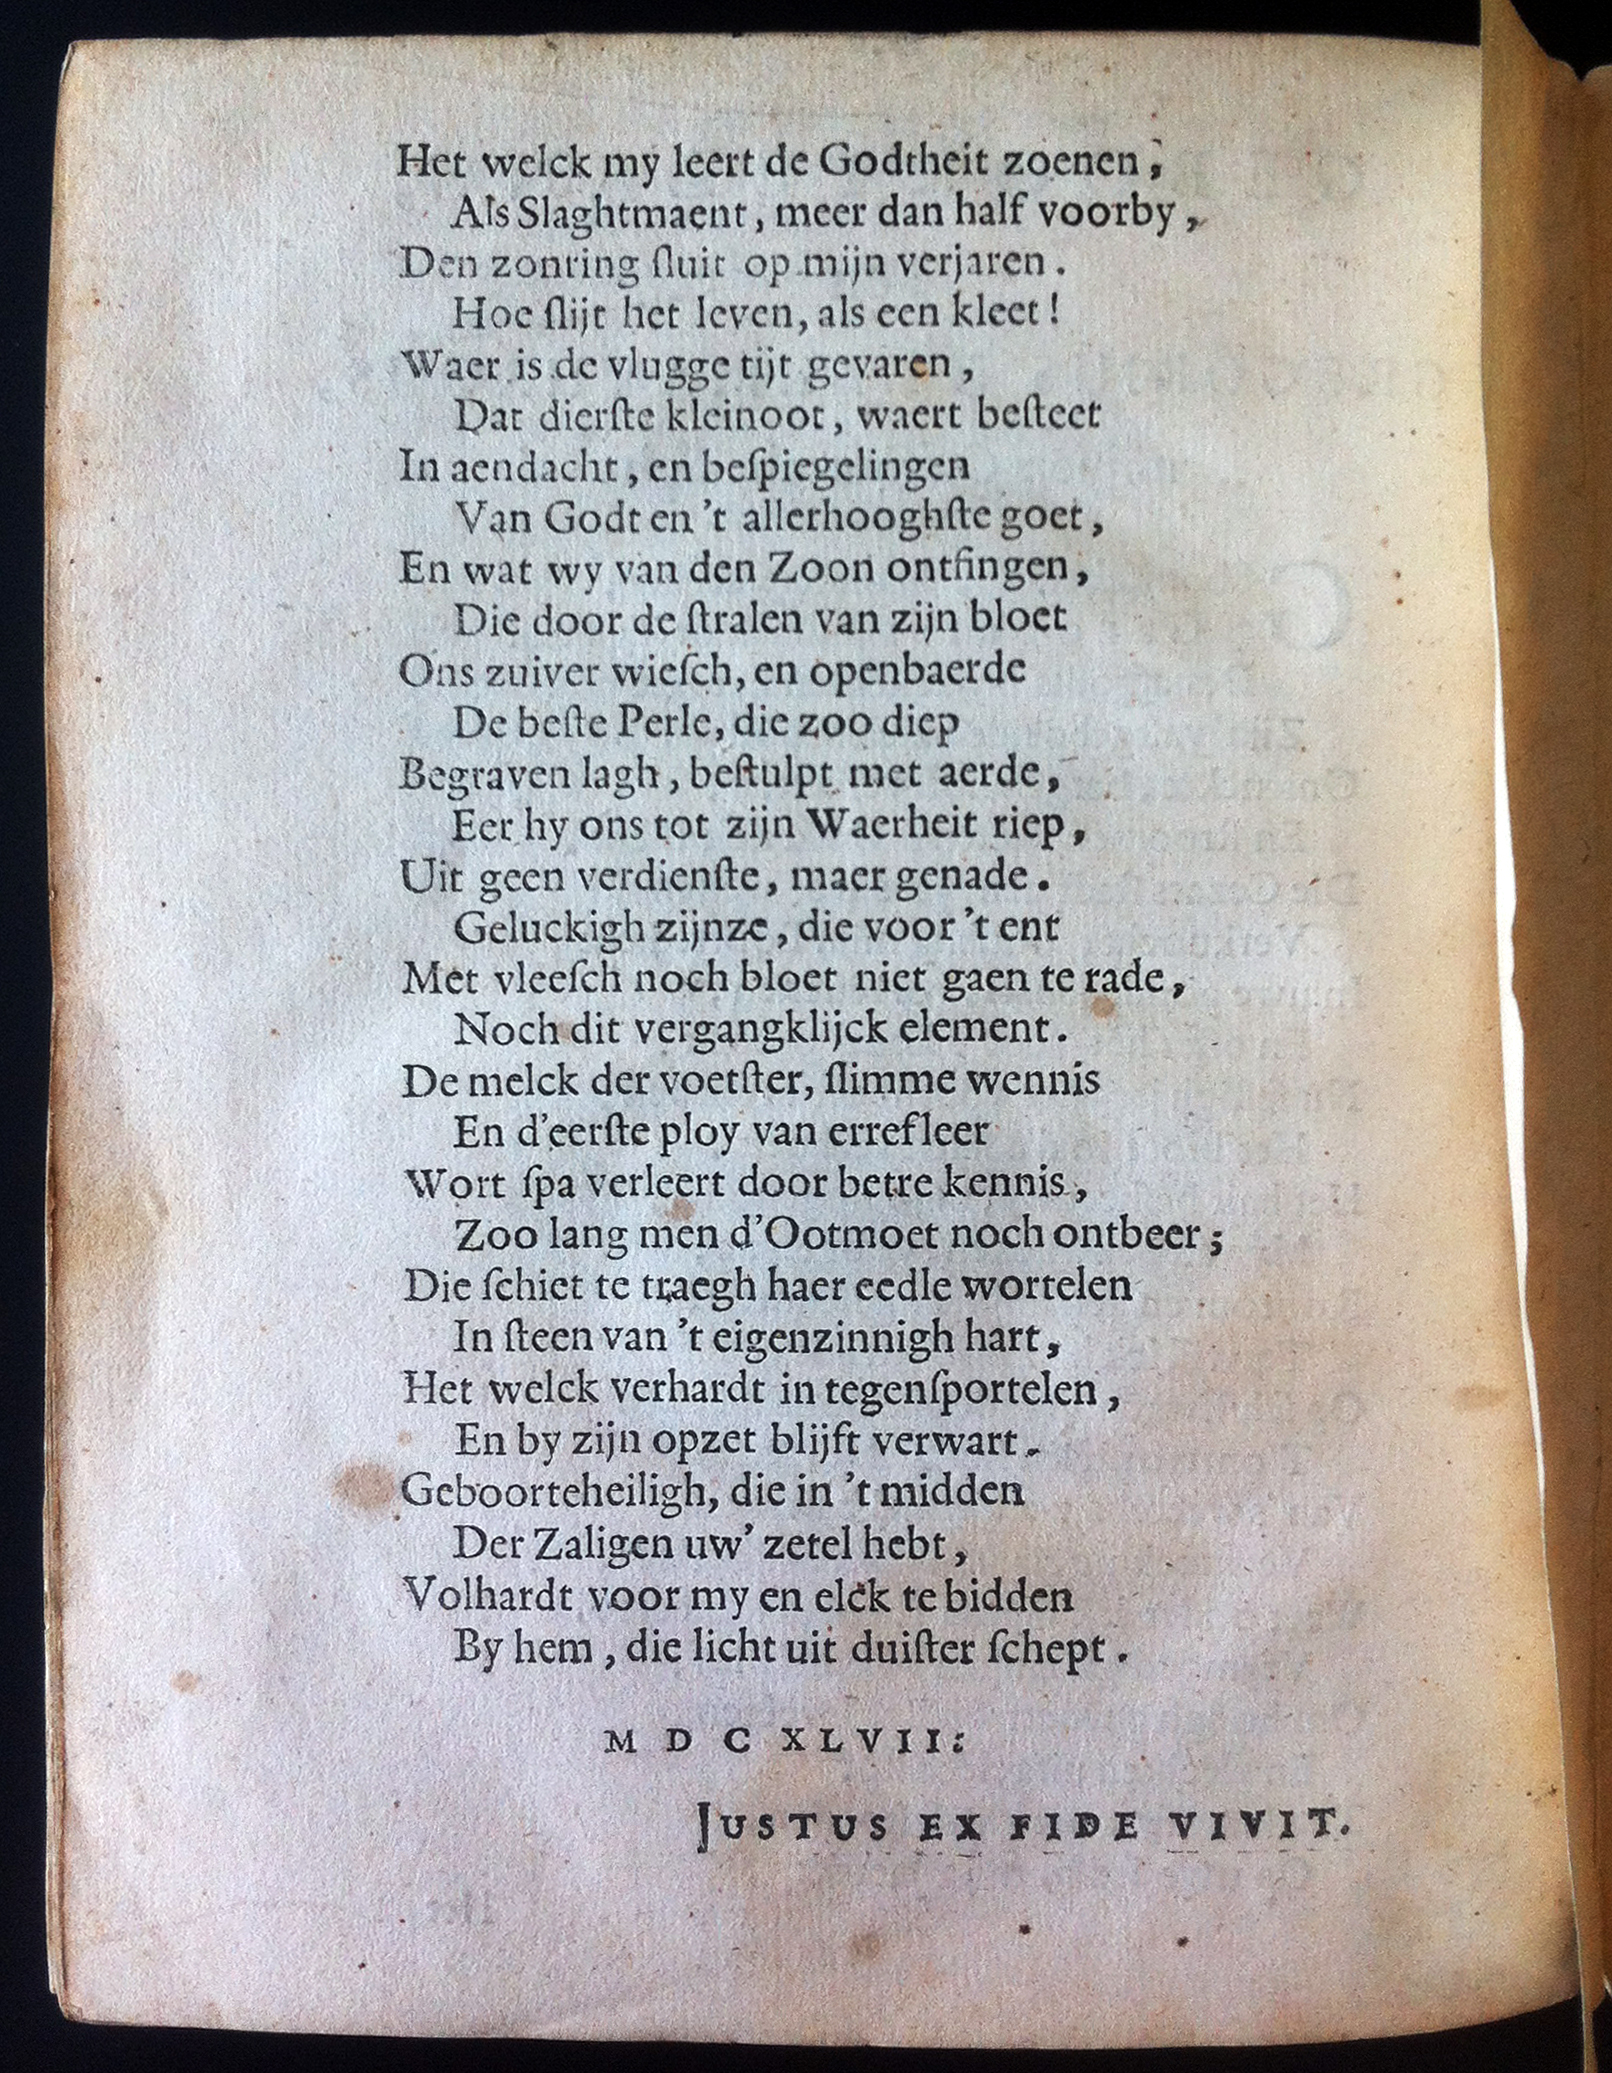 Het welck my leert de Godtheit zoenen,
Als Slaghtmaent, meer dan half voorby,
Den zonring ſluit op mijn verjaren.
Hoe ſlijt het leven, als een kleet!
Waer is de vlugge tijt gevaren,
Dat dierſte kleinoot, waert beſteet
In aendacht, en beſpiegelingen
Van Godt en 't allerhooghſte goet,
En wat wy van den Zoon ontfingen,
Die door de ſtralen van zijn bloet
Ons zuiver wieſch, en openbaerde
De beſte Perle, die zoo diep
Begraven lagh, beſtulpt met aerde,
Eer hy ons tot zijn Waerheit riep,
Uit geen verdienſte, maer genade.
Geluckigh zijnze, die voor 't ent
Met vleeſch noch bloet niet gaen te rade,
Noch dit vergangklijck element.
De melck der voetſter, ſlimme wennis
En d'eerſte ploy van errefleer
Wort ſpa verleert door betre kennis,
Zoo lang men d'Ootmoet noch ontbeer;
Die ſchiet te traegh haer eedle wortelen
In ſteen van 't eigenzinnigh hart,
Het welck verhardt in tegenſportelen,
En by zijn opzet blijft verwart.
Geboorteheiligh, die in 't midden
Der Zaligen uw' zetel hebt,
Volhardt voor my en elck te bidden
By hem, die licht uit duiſter ſchept.
M D C XLVII:
JUSTUS EX FIDE VIVIT.